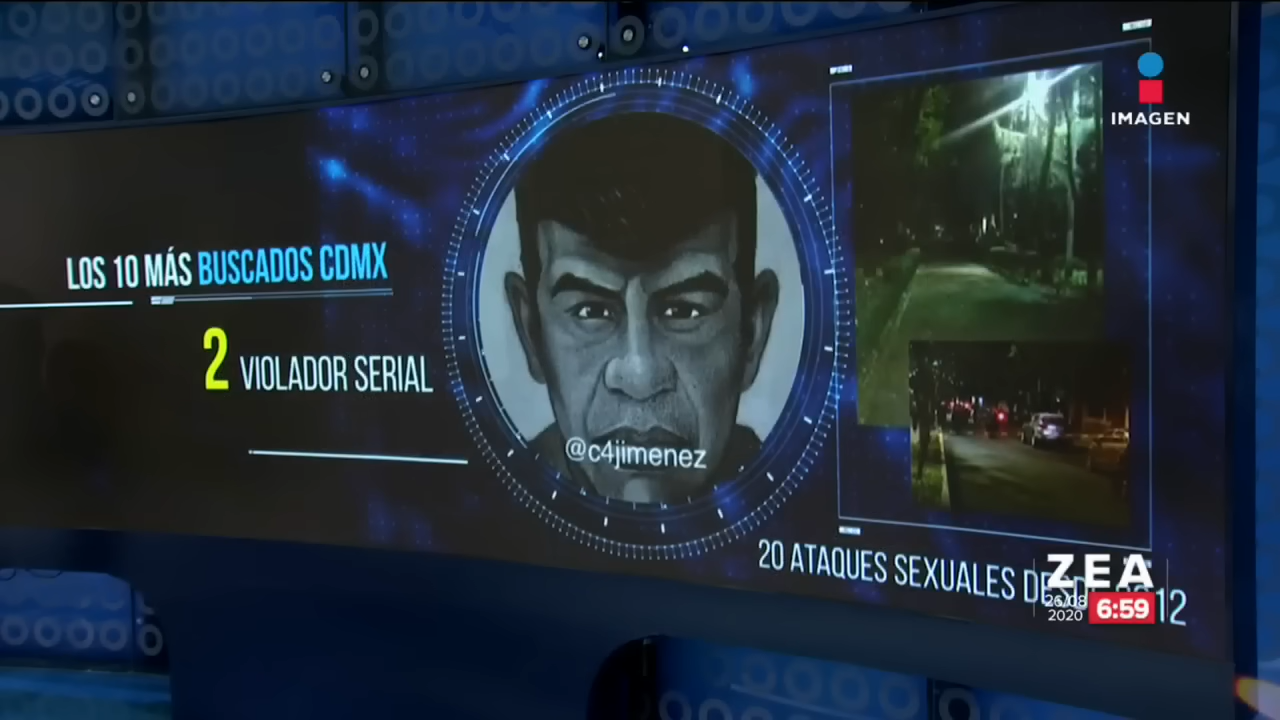 IMAGEN
LOS 10 MÁS BUSCADOS CDMX
2 VIOLADOR SERIAL
@c4jimenez
20 ATAQUES SEXUALES
12
ZEA
26/08
2020
6:59